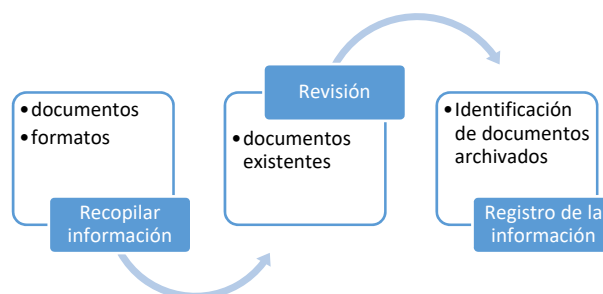 •documentos
•formatos
Recopilar
información
Revisión
•documentos
existentes
•Identificación
de documentos
archivados
Registro de la
información